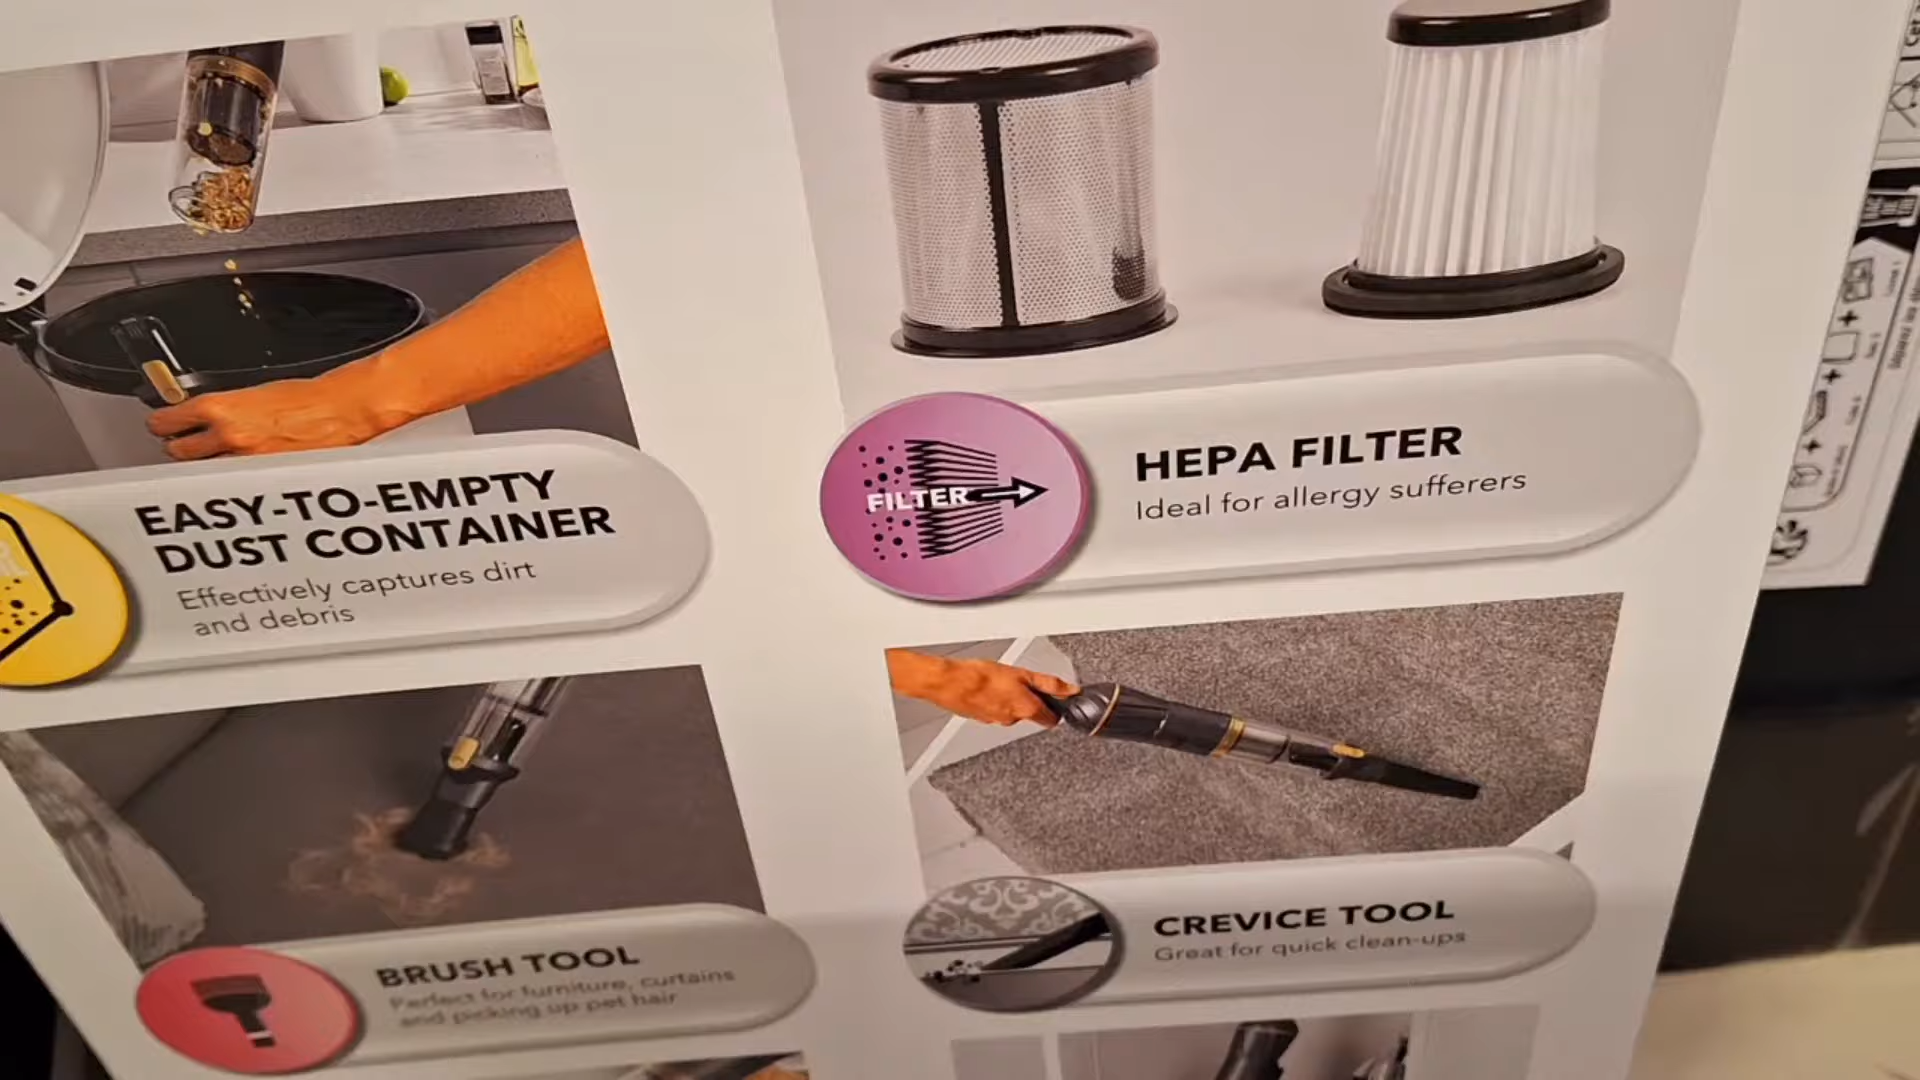 EASY-TO-EMPTY
DUST CONTAINER
Effectively captures dirt
and debris
FILTER
HEPA FILTER
Ideal for allergy sufferers
BRUSH TOOL
Perfect for furniture, curtains
and picking up pet hair
CREVICE TOOL
Great for quick clean-ups